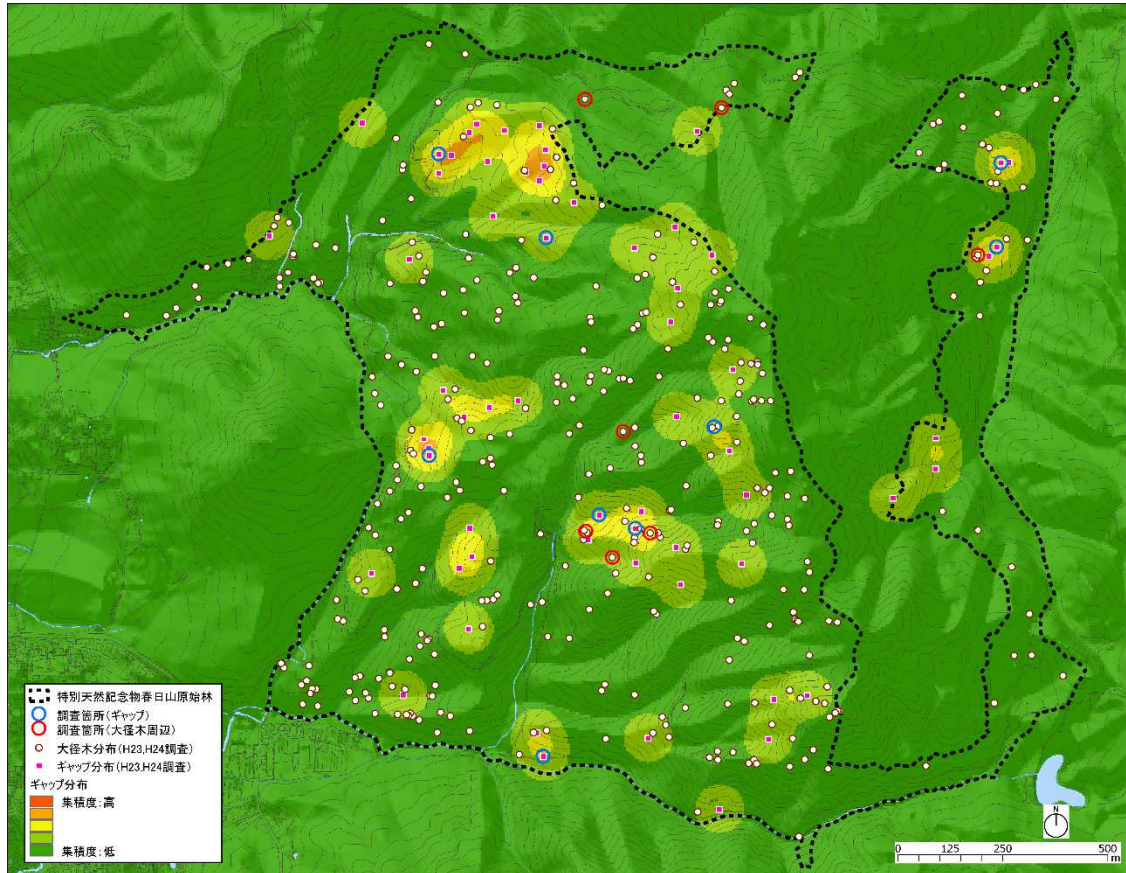 特別天然記念物春日山原始林
調査箇所(ギャップ)
調査箇所(大径木周辺)
大径木分布(H23,H24調査)
ギャップ分布(H23,H24調査)
ギャップ分布
集積度:高
集積度:低
N
0 125 250 500
m